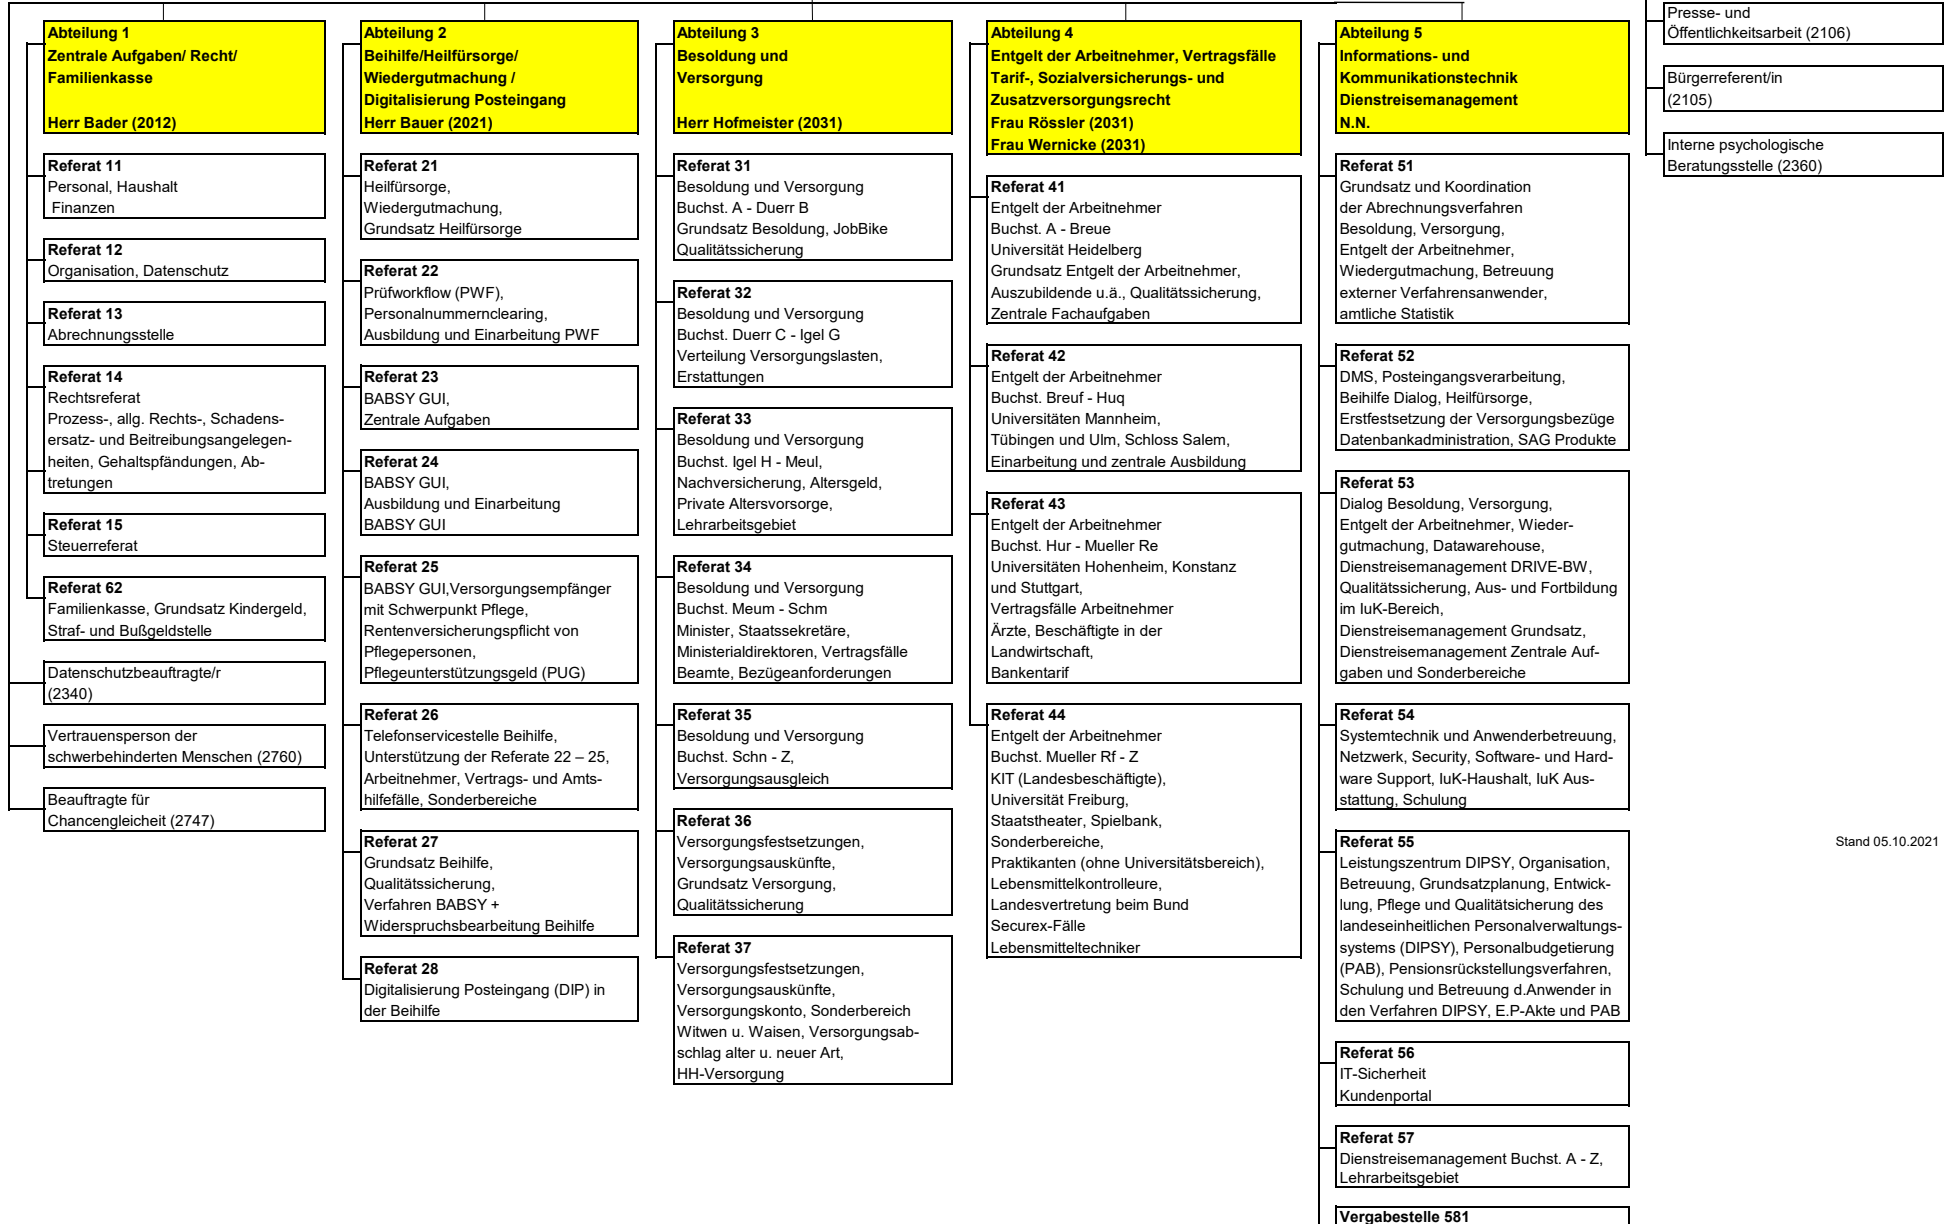 Abteilung 1
Zentrale Aufgaben/ Recht/
Familienkasse
Herr Bader (2012)
Referat 11
Personal, Haushalt
Finanzen
Referat 12
Organisation, Datenschutz
Referat 13
Abrechnungsstelle
Referat 14
Rechtsreferat
Prozess-, allg. Rechts-, Schadens-
ersatz- und Beitreibungsangelegen-
heiten, Gehaltspfändungen, Ab-
tretungen
Referat 15
Steuerreferat
Referat 62
Familienkasse, Grundsatz Kindergeld,
Straf- und Bußgeldstelle
Datenschutzbeauftragte/r
(2340)
Vertrauensperson der
schwerbehinderten Menschen (2760)
Beauftragte für
Chancengleicheit (2747)
Abteilung 2
Beihilfe/Heilfürsorge/
Wiedergutmachung /
Digitalisierung Posteingang
Herr Bauer (2021)
Referat 21
Heilfürsorge,
Wiedergutmachung,
Grundsatz Heilfürsorge
Referat 22
Prüfworkflow (PWF),
Personalnummernclearing,
Ausbildung und Einarbeitung PWF
Referat 23
BABSY GUI,
Zentrale Aufgaben
Referat 24
BABSY GUI,
Ausbildung und Einarbeitung
BABSY GUI
Referat 25
BABSY GUI,Versorgungsempfänger
mit Schwerpunkt Pflege,
Rentenversicherungspflicht von
Pflegepersonen,
Pflegeunterstützungsgeld (PUG)
Referat 26
Telefonservicestelle Beihilfe,
Unterstützung der Referate 22 – 25,
Arbeitnehmer, Vertrags- und Amts-
hilfefälle, Sonderbereiche
Referat 27
Grundsatz Beihilfe,
Qualitätssicherung,
Verfahren BABSY +
Widerspruchsbearbeitung Beihilfe
Referat 28
Digitalisierung Posteingang (DIP) in
der Beihilfe
Abteilung 3
Besoldung und
Versorgung
Herr Hofmeister (2031)
Referat 31
Besoldung und Versorgung
Buchst. A - Duerr B
Grundsatz Besoldung, JobBike
Qualitätssicherung
Referat 32
Besoldung und Versorgung
Buchst. Duerr C - Igel G
Verteilung Versorgungslasten,
Erstattungen
Referat 33
Besoldung und Versorgung
Buchst. Igel H - Meul,
Nachversicherung, Altersgeld,
Private Altersvorsorge,
Lehrarbeitsgebiet
Referat 34
Besoldung und Versorgung
Buchst. Meum - Schm
Minister, Staatssekretäre,
Ministerialdirektoren, Vertragsfälle
Beamte, Bezügeanforderungen
Referat 35
Besoldung und Versorgung
Buchst. Schn - Z,
Versorgungsausgleich
Referat 36
Versorgungsfestsetzungen,
Versorgungsauskünfte,
Grundsatz Versorgung,
Qualitätssicherung
Referat 37
Versorgungsfestsetzungen,
Versorgungsauskünfte,
Versorgungskonto, Sonderbereich
Witwen u. Waisen, Versorgungsab-
schlag alter u. neuer Art,
HH-Versorgung
Abteilung 4
Entgelt der Arbeitnehmer, Vertragsfälle
Tarif-, Sozialversicherungs- und
Zusatzversorgungsrecht
Frau Rössler (2031)
Frau Wernicke (2031)
Referat 41
Entgelt der Arbeitnehmer
Buchst. A - Breue
Universität Heidelberg
Grundsatz Entgelt der Arbeitnehmer,
Auszubildende u.ä., Qualitätssicherung,
Zentrale Fachaufgaben
Referat 42
Entgelt der Arbeitnehmer
Buchst. Breuf - Huq
Universitäten Mannheim,
Tübingen und Ulm, Schloss Salem,
Einarbeitung und zentrale Ausbildung
Referat 43
Entgelt der Arbeitnehmer
Buchst. Hur - Mueller Re
Universitäten Hohenheim, Konstanz
und Stuttgart,
Vertragsfälle Arbeitnehmer
Ärzte, Beschäftigte in der
Landwirtschaft,
Bankentarif
Referat 44
Entgelt der Arbeitnehmer
Buchst. Mueller Rf - Z
KIT (Landesbeschäftigte),
Universität Freiburg,
Staatstheater, Spielbank,
Sonderbereiche,
Praktikanten (ohne Universitätsbereich),
Lebensmittelkontrolleure,
Landesvertretung beim Bund
Securex-Fälle
Lebensmitteltechniker
Abteilung 5
Informations- und
Kommunikationstechnik
Dienstreisemanagement
N.N.
Referat 51
Grundsatz und Koordination
der Abrechnungsverfahren
Besoldung, Versorgung,
Entgelt der Arbeitnehmer,
Wiedergutmachung, Betreuung
externer Verfahrensanwender,
amtliche Statistik
Referat 52
DMS, Posteingangsverarbeitung,
Beihilfe Dialog, Heilfürsorge,
Erstfestsetzung der Versorgungsbezüge
Datenbankadministration, SAG Produkte
Referat 53
Dialog Besoldung, Versorgung,
Entgelt der Arbeitnehmer, Wieder-
gutmachung, Datawarehouse,
Dienstreisemanagement DRIVE-BW,
Qualitätssicherung, Aus- und Fortbildung
im IuK-Bereich,
Dienstreisemanagement Grundsatz,
Dienstreisemanagement Zentrale Auf-
gaben und Sonderbereiche
Referat 54
Systemtechnik und Anwenderbetreuung,
Netzwerk, Security, Software- und Hard-
ware Support, IuK-Haushalt, IuK Aus-
stattung, Schulung
Referat 55
Leistungszentrum DIPSY, Organisation,
Betreuung, Grundsatzplanung, Entwick-
lung, Pflege und Qualitätsicherung des
landeseinheitlichen Personalverwaltungs-
systems (DIPSY), Personalbudgetierung
(PAB), Pensionsrückstellungsverfahren,
Schulung und Betreuung d.Anwender in
den Verfahren DIPSY, E.P-Akte und PAB
Referat 56
IT-Sicherheit
Kundenportal
Referat 57
Dienstreisemanagement Buchst. A - Z,
Lehrarbeitsgebiet
Vergabestelle 581
Presse- und
Öffentlichkeitsarbeit (2106)
Bürgerreferent/in
(2105)
Interne psychologische
Beratungsstelle (2360)
Stand 05.10.2021